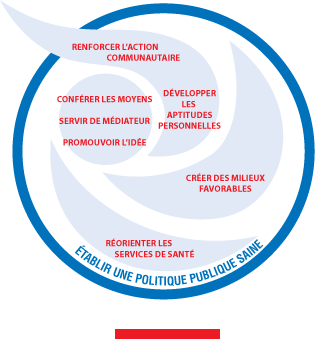 RENFORCER L'ACTION
COMMUNAUTAIRE
CONFÉRER LES MOYENS
SERVIR DE MÉDIATEUR
PROMOUVOIR L'IDÉE
DÉVELOPPER
LES
APTITUDES
PERSONNELLES
CRÉER DES MILIEUX
FAVORABLES
RÉORIENTER LES
SERVICES DE SANTÉ
ÉTABLIR UNE POLITIQUE PUBLIQUE SAINE